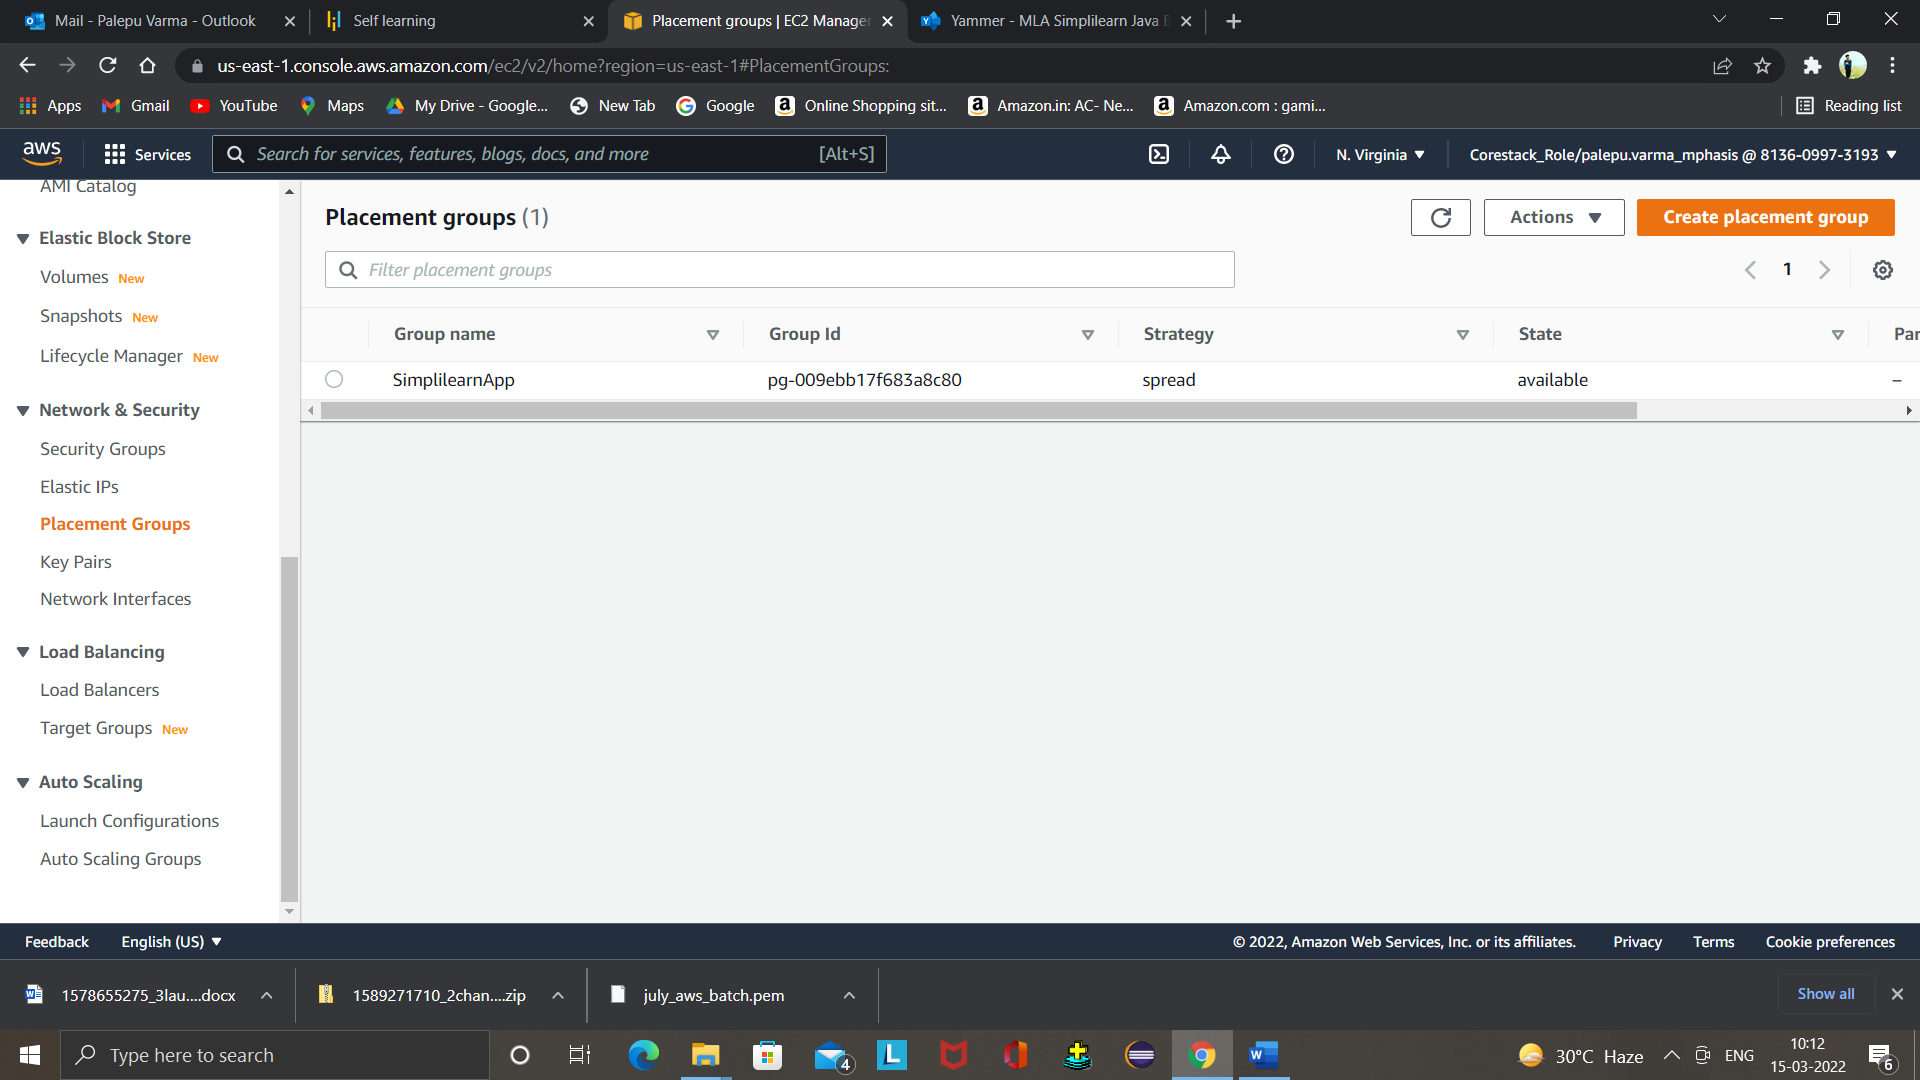 Mail - Palepu Varma - Outlook
Self learning
Placement groups | EC2 Manager
Yammer - MLA Simplilearn Java B
us-east-1.console.aws.amazon.com/ec2/v2/home?region=us-east-1#PlacementGroups:
Apps
Gmail
YouTube
Maps
My Drive - Google...
New Tab
Google
Online Shopping sit...
Amazon.in: AC- Ne...
Amazon.com : gami...
Reading list
aws
Services
Search for services, features, blogs, docs, and more
[Alt+S]
N. Virginia
Corestack_Role/palepu.varma_mphasis @ 8136-0997-3193
AMI Catalog
Elastic Block Store
Volumes New
Snapshots New
Lifecycle Manager New
Network & Security
Security Groups
Elastic IPs
Placement Groups
Key Pairs
Network Interfaces
Load Balancing
Load Balancers
Target Groups New
Auto Scaling
Launch Configurations
Auto Scaling Groups
Placement groups (1)
Actions
Create placement group
Filter placement groups
1
Group name Group Id Strategy State Par
SimplilearnApp pg-009ebb17f683a8c80 spread available –
Feedback
English (US)
© 2022, Amazon Web Services, Inc. or its affiliates.
Privacy
Terms
Cookie preferences
1578655275_3lau....docx
1589271710_2chan....zip
july_aws_batch.pem
Show all
Type here to search
4
L
W
30°C Haze
ENG
10:12
15-03-2022
6